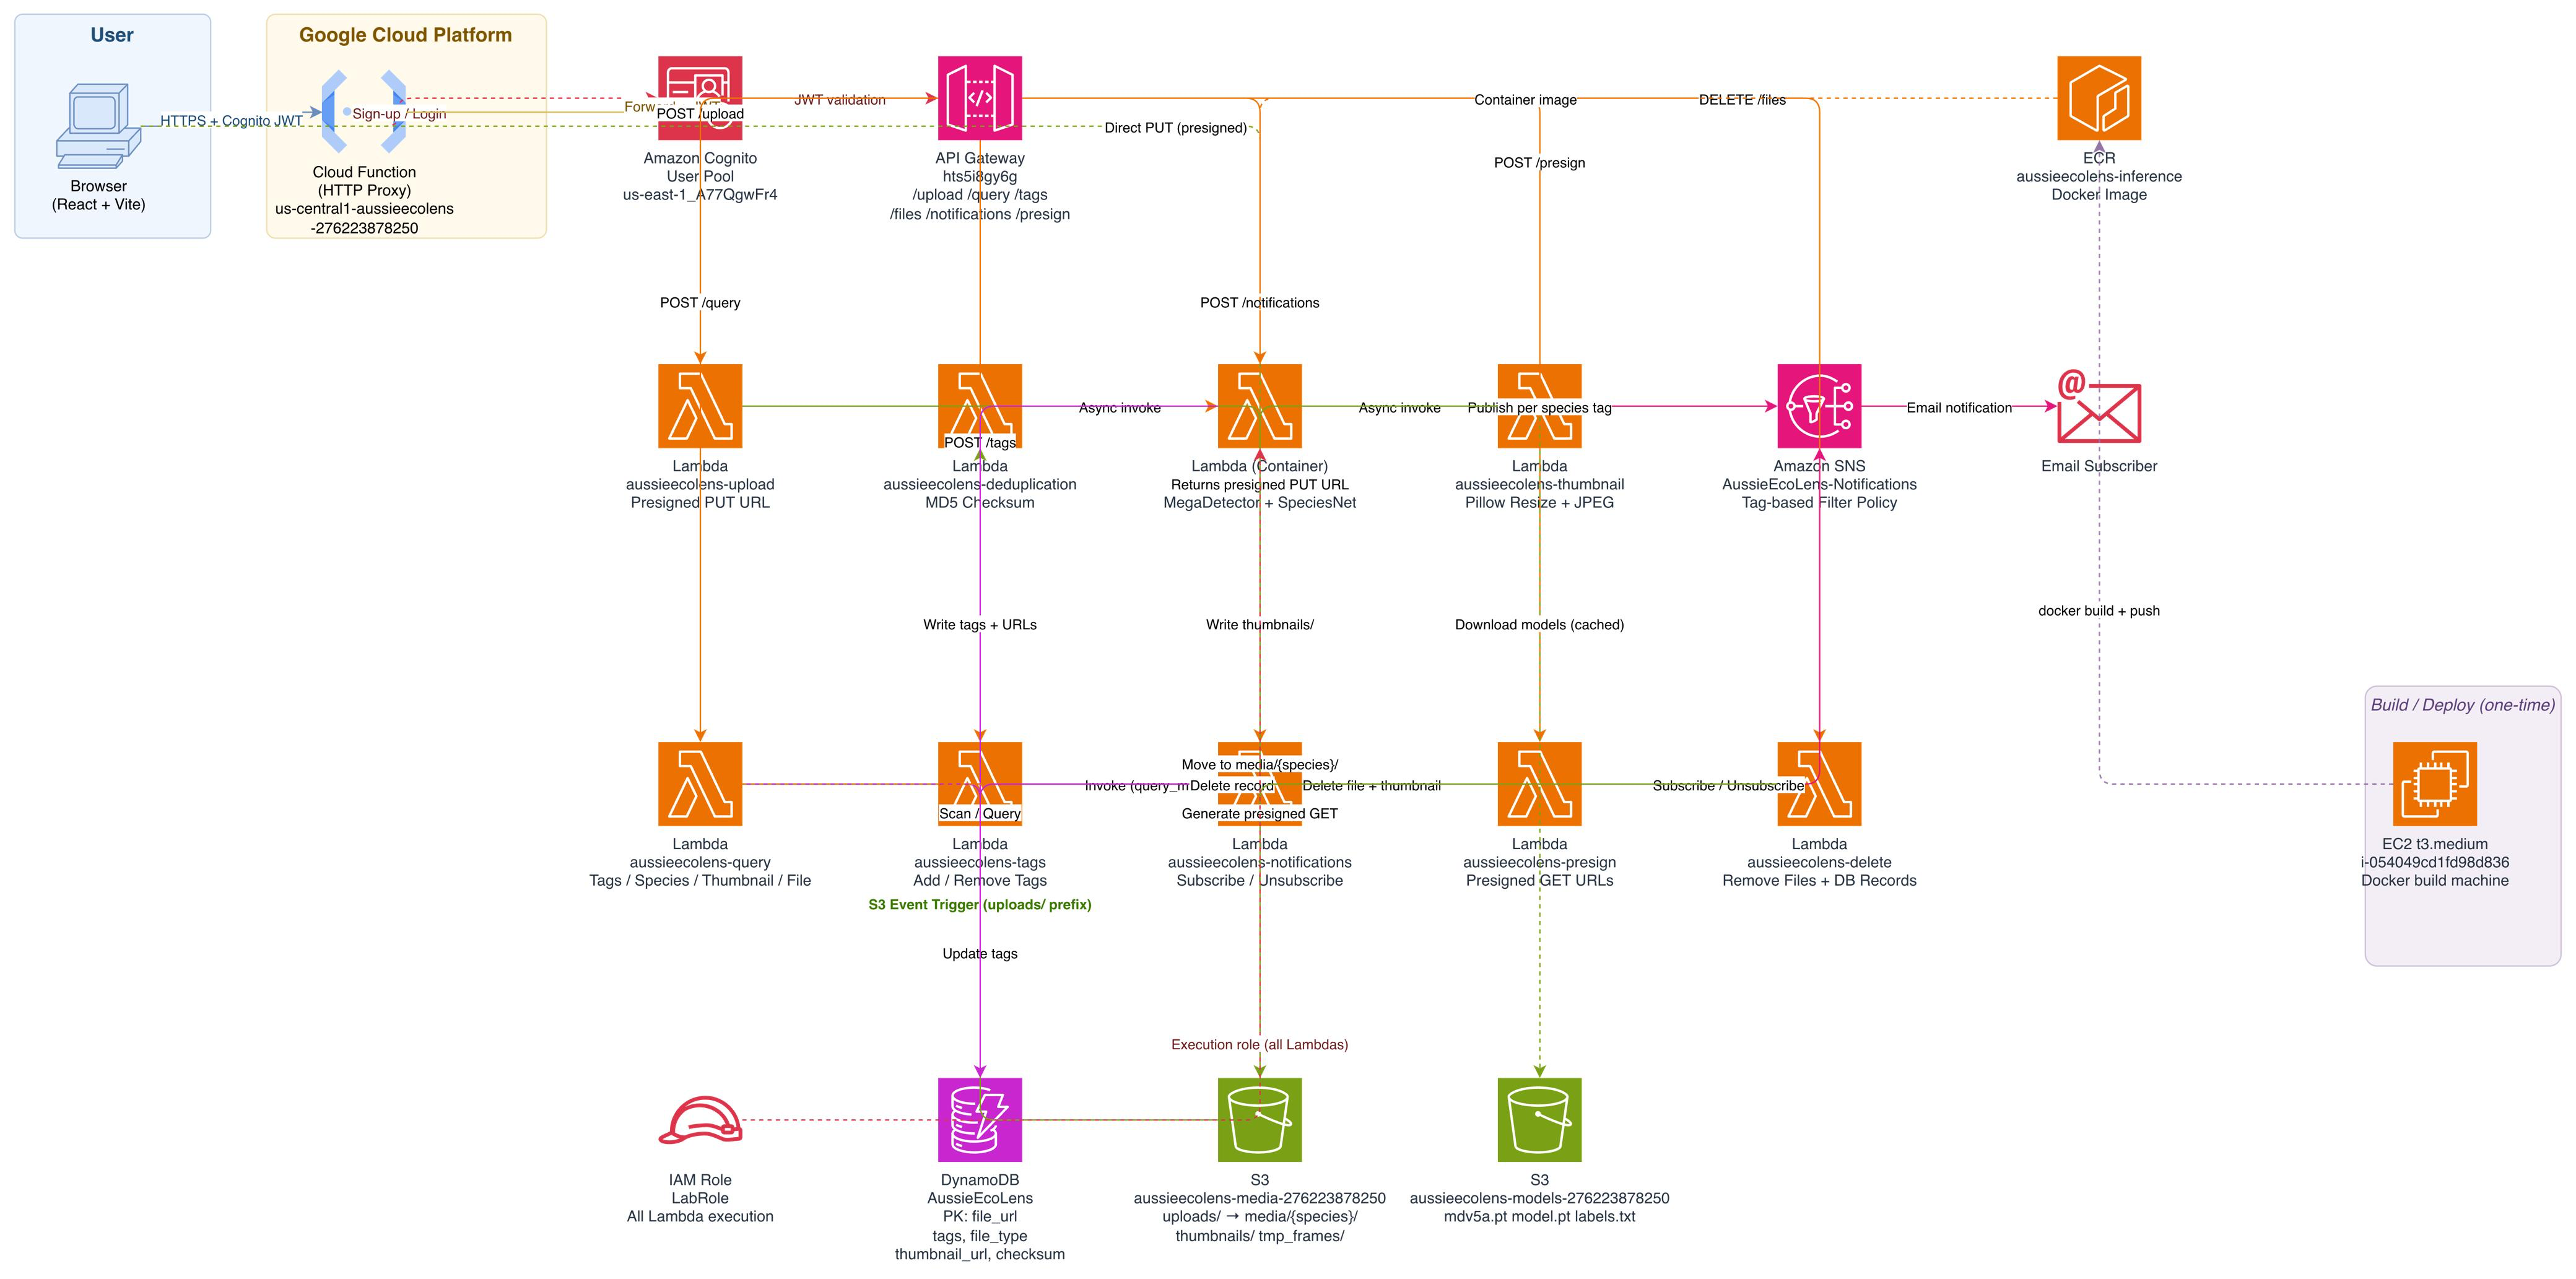 User
Google Cloud Platform
HTTPS + Cognito JWT
Sign-up / Login
POST /upload
JWT validation
Direct PUT (presigned)
Container image
DELETE /files
Browser
(React + Vite)
Cloud Function
(HTTP Proxy)
us-central1-aussieecolens
-276223878250
Amazon Cognito
User Pool
us-east-1_A77QgwFr4
API Gateway
hts5i8gy6g
/upload /query /tags
/files /notifications /presign
POST /presign
ECR
aussieecolens-inference
Docker Image
POST /query
POST /notifications
Async invoke
Async invoke
Publish per species tag
Email notification
POST /tags
Lambda
aussieecolens-upload
Presigned PUT URL
Lambda
aussieecolens-deduplication
MD5 Checksum
Lambda (Container)
Returns presigned PUT URL
MegaDetector + SpeciesNet
Lambda
aussieecolens-thumbnail
Pillow Resize + JPEG
Amazon SNS
AussieEcoLens-Notifications
Tag-based Filter Policy
Email Subscriber
Write tags + URLs
Write thumbnails/
Download models (cached)
docker build + push
Build / Deploy (one-time)
Move to media/{species}/
Invoke
Delete record
Delete file + thumbnail
Subscribe / Unsubscribe
Scan / Query
Generate presigned GET
Lambda
aussieecolens-query
Tags / Species / Thumbnail / File
Lambda
aussieecolens-tags
Add / Remove Tags
Lambda
aussieecolens-notifications
Subscribe / Unsubscribe
Lambda
aussieecolens-presign
Presigned GET URLs
Lambda
aussieecolens-delete
Remove Files + DB Records
EC2 t3.medium
i-054049cd1fd98d836
Docker build machine
S3 Event Trigger (uploads/ prefix)
Update tags
Execution role (all Lambdas)
IAM Role
LabRole
All Lambda execution
DynamoDB
AussieEcoLens
PK: file_url
tags, file_type
thumbnail_url, checksum
S3
aussieecolens-media-276223878250
uploads/ → media/{species}/
thumbnails/ tmp_frames/
S3
aussieecolens-models-276223878250
mdv5a.pt model.pt labels.txt